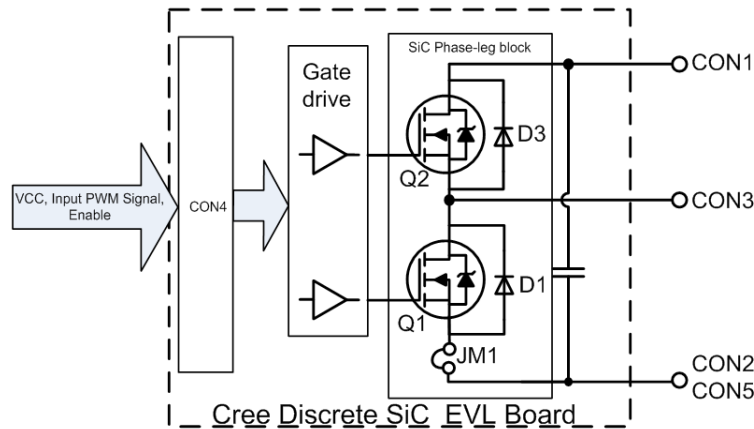 SiC Phase-leg block
Gate
drive
CON1
D3
Q2
VCC, Input PWM Signal,
Enable
CON4
CON3
D1
Q1
JM1
CON2
CON5
Cree Discrete SiC EVL Board